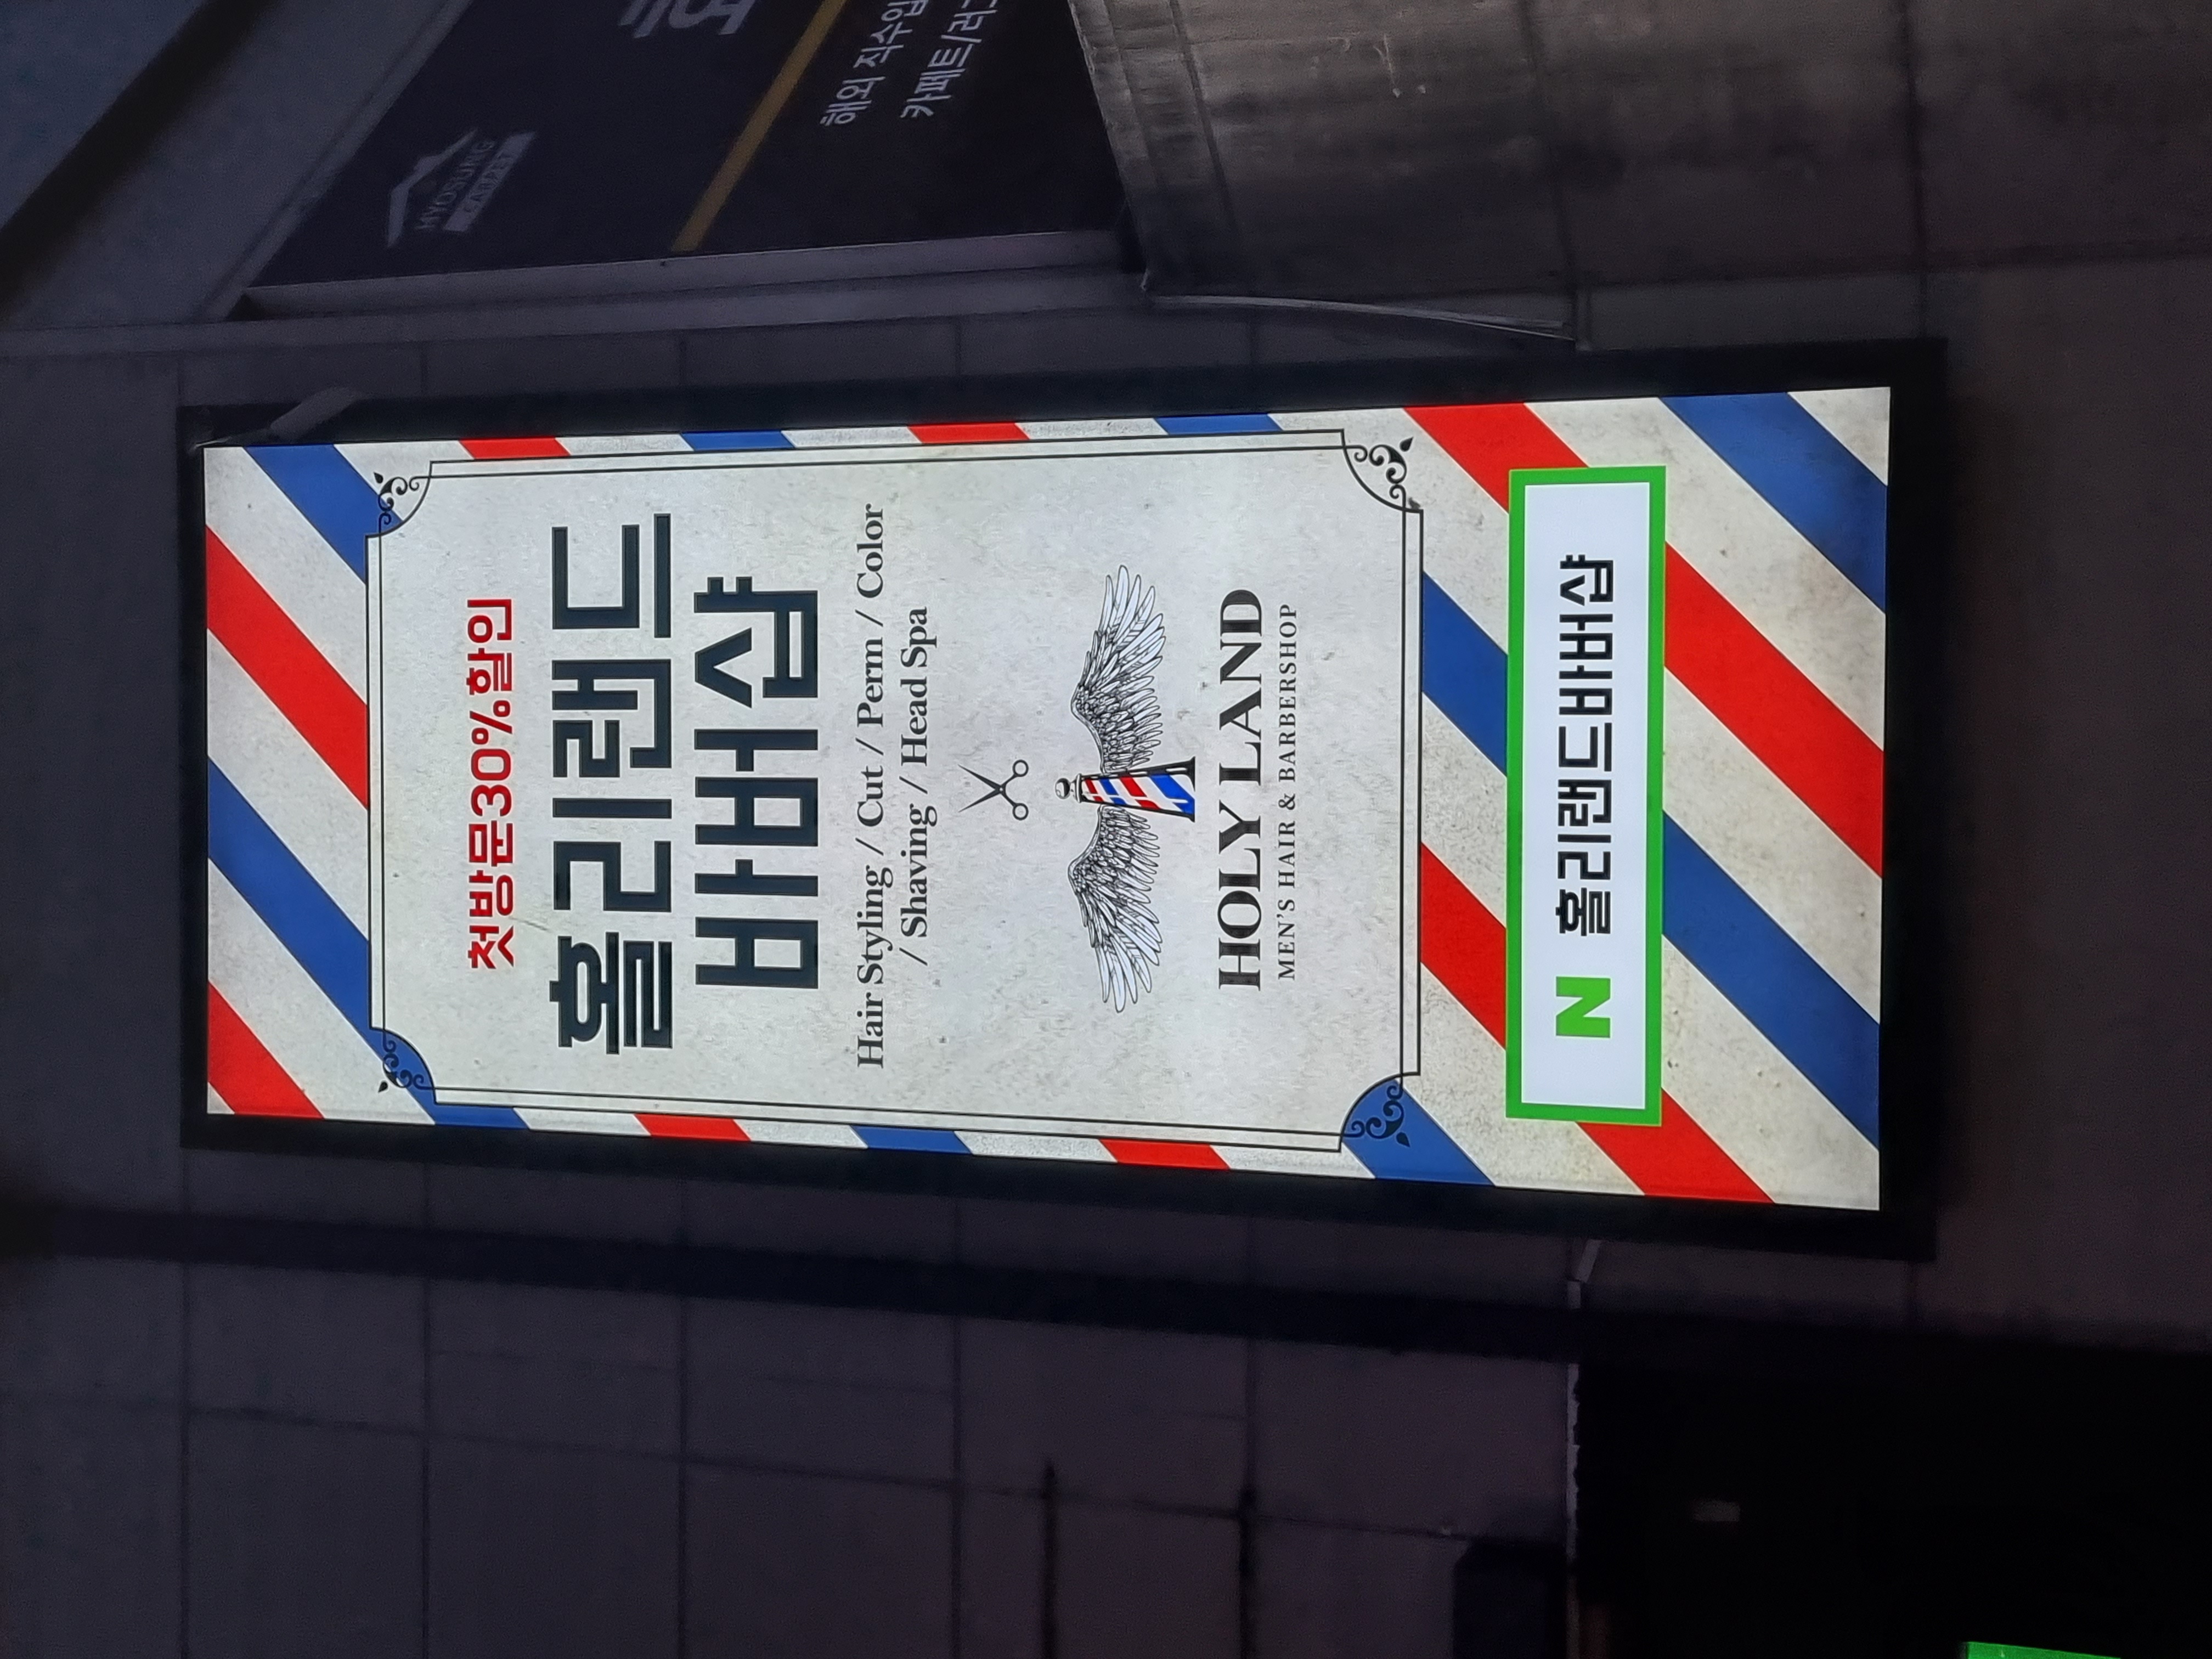 첫방문30%할인
홀리랜드
바버샵
Hair Styling / Cut / Perm / Color
/ Shaving / Head Spa
HOLY LAND
MEN'S HAIR & BARBERSHOP
N 홀리랜드바버샵
MYOSUNG
CARPET
해외 직수입
카페트/러그